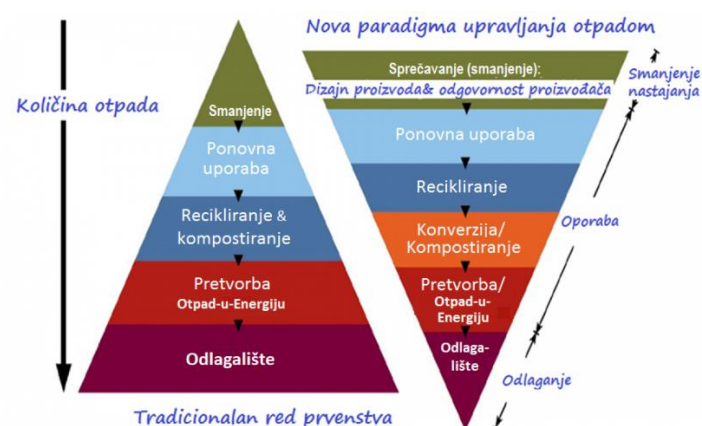 Nova paradigma upravljanja otpadom
Količina otpada
Smanjenje
Ponovna
uporaba
Recikliranje &
kompostiranje
Pretvorba
Otpad-u-Energiju
Odlagalište
Tradicionalan red prvenstva
Sprečavanje (smanjenje):
Dizajn proizvoda& odgovornost proizvođača
Ponovna uporaba
Recikliranje
Konverzija/
Kompostiranje
Pretvorba/
Otpad-u-
Energiju
Odlaga-
lište
Smanjenje
nastajanja
Oporaba
Odlaganje